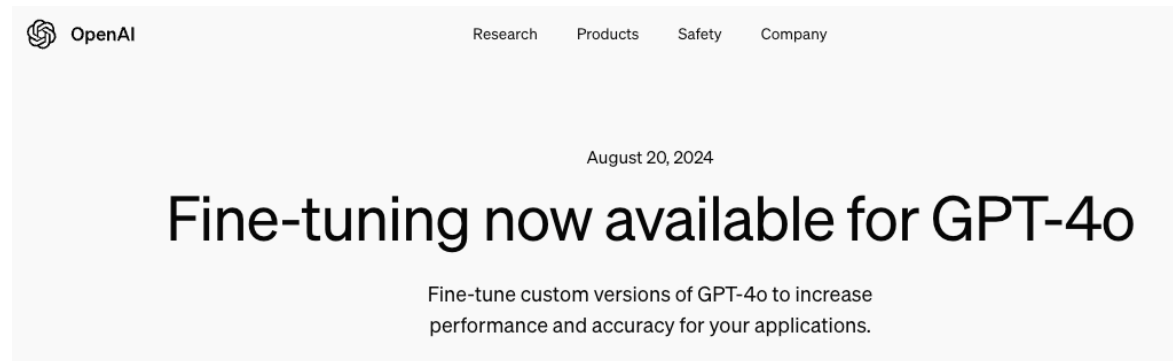 OpenAI
Research Products Safety Company
August 20, 2024
Fine-tuning now available for GPT-4o
Fine-tune custom versions of GPT-4o to increase
performance and accuracy for your applications.